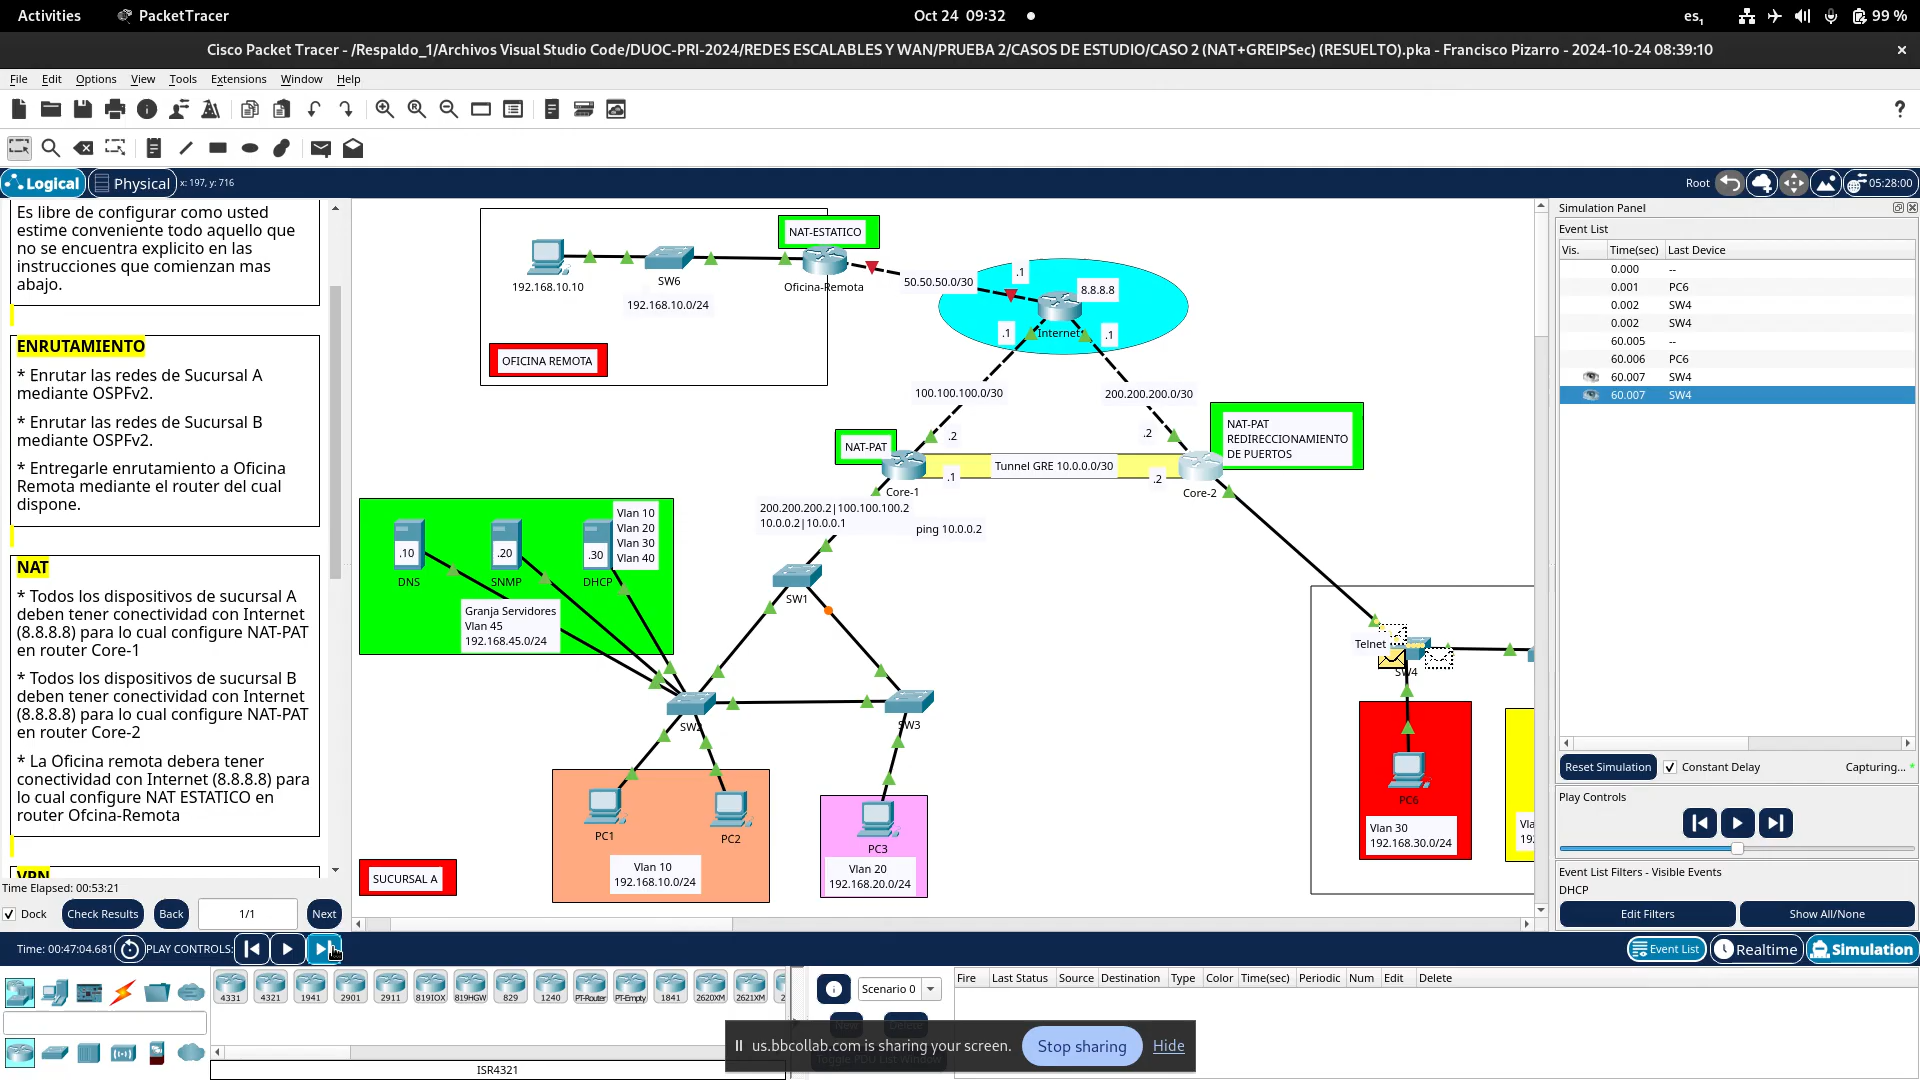 Activities
PacketTracer
Oct 24  09:32
es₁
99 %
Cisco Packet Tracer - /Respaldo_1/Archivos Visual Studio Code/DUOC-PRI-2024/REDES ESCALABLES Y WAN/PRUEBA 2/CASOS DE ESTUDIO/CASO 2 (NAT+GREIPSec) (RESUELTO).pka - Francisco Pizarro - 2024-10-24 08:39:10
File Edit Options View Tools Extensions Window Help
Logical
Physical
x: 197, y: 716
Root
05:28:00
Es libre de configurar como usted
estime conveniente todo aquello que
no se encuentra explicito en las
instrucciones que comienzan mas
abajo.
ENRUTAMIENTO
* Enrutar las redes de Sucursal A
mediante OSPFv2.
* Enrutar las redes de Sucursal B
mediante OSPFv2.
* Entregarle enrutamiento a Oficina
Remota mediante el router del cual
dispone.
NAT
* Todos los dispositivos de sucursal A
deben tener conectividad con Internet
(8.8.8.8) para lo cual configure NAT-PAT
en router Core-1
* Todos los dispositivos de sucursal B
deben tener conectividad con Internet
(8.8.8.8) para lo cual configure NAT-PAT
en router Core-2
* La Oficina remota debera tener
conectividad con Internet (8.8.8.8) para
lo cual configure NAT ESTATICO en
router Ofcina-Remota
VPN
Time Elapsed: 00:53:21
Dock
Check Results
Back
1/1
Next
NAT-ESTATICO
192.168.10.10
SW6
Oficina-Remota
192.168.10.0/24
OFICINA REMOTA
50.50.50.0/30
.1
8.8.8.8
.1
Internet
.1
100.100.100.0/30
200.200.200.0/30
.2
.2
NAT-PAT
NAT-PAT
REDIRECCIONAMIENTO
DE PUERTOS
Tunnel GRE 10.0.0.0/30
.1
.2
Core-1
Core-2
200.200.200.2|100.100.100.2
10.0.0.2|10.0.0.1
ping 10.0.0.2
Vlan 10
Vlan 20
Vlan 30
Vlan 40
.10
.20
.30
DNS
SNMP
DHCP
Granja Servidores
Vlan 45
192.168.45.0/24
SW1
SW2
SW3
PC1
PC2
Vlan 10
192.168.10.0/24
PC3
Vlan 20
192.168.20.0/24
SUCURSAL A
Telnet
SW4
PC6
Vlan 30
192.168.30.0/24
Vla
192
Simulation Panel
Event List
Vis. Time(sec) Last Device
0.000 --
0.001 PC6
0.002 SW4
0.002 SW4
60.005 --
60.006 PC6
60.007 SW4
60.007 SW4
Reset Simulation
Constant Delay
Capturing...
*
Play Controls
Event List Filters - Visible Events
DHCP
Edit Filters
Show All/None
Time: 00:47:04.681
PLAY CONTROLS:
Event List
Realtime
Simulation
4331 4321 1941 2901 2911 819IOX 819HGW 829 1240 PT-Router PT-Empty 1841 2620XM 2621XM 2
ISR4321
Scenario 0
New
Delete
Toggle PDU List Window
Fire Last Status Source Destination Type Color Time(sec) Periodic Num Edit Delete
us.bbcollab.com is sharing your screen.
Stop sharing
Hide